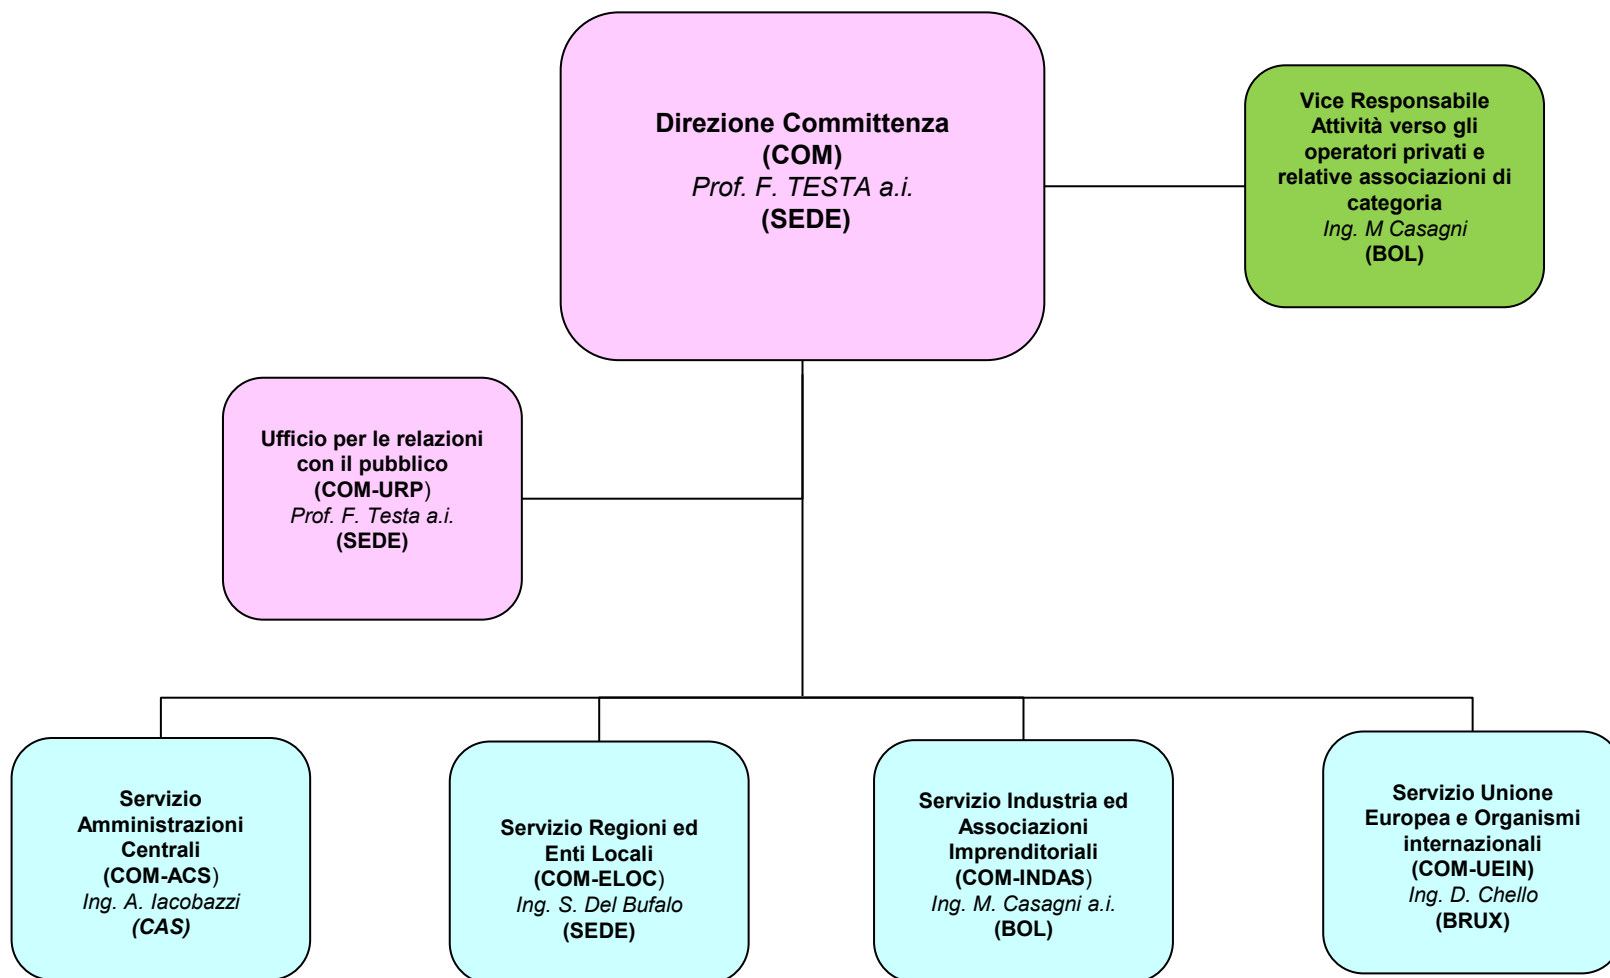 Direzione Committenza
(COM)
Prof. F. TESTA a.i.
(SEDE)
Vice Responsabile
Attività verso gli
operatori privati e
relative associazioni di
categoria
Ing. M Casagni
(BOL)
Ufficio per le relazioni
con il pubblico
(COM-URP)
Prof. F. Testa a.i.
(SEDE)
Servizio
Amministrazioni
Centrali
(COM-ACS)
Ing. A. Iacobazzi
(CAS)
Servizio Regioni ed
Enti Locali
(COM-ELOC)
Ing. S. Del Bufalo
(SEDE)
Servizio Industria ed
Associazioni
Imprenditoriali
(COM-INDAS)
Ing. M. Casagni a.i.
(BOL)
Servizio Unione
Europea e Organismi
internazionali
(COM-UEIN)
Ing. D. Chello
(BRUX)